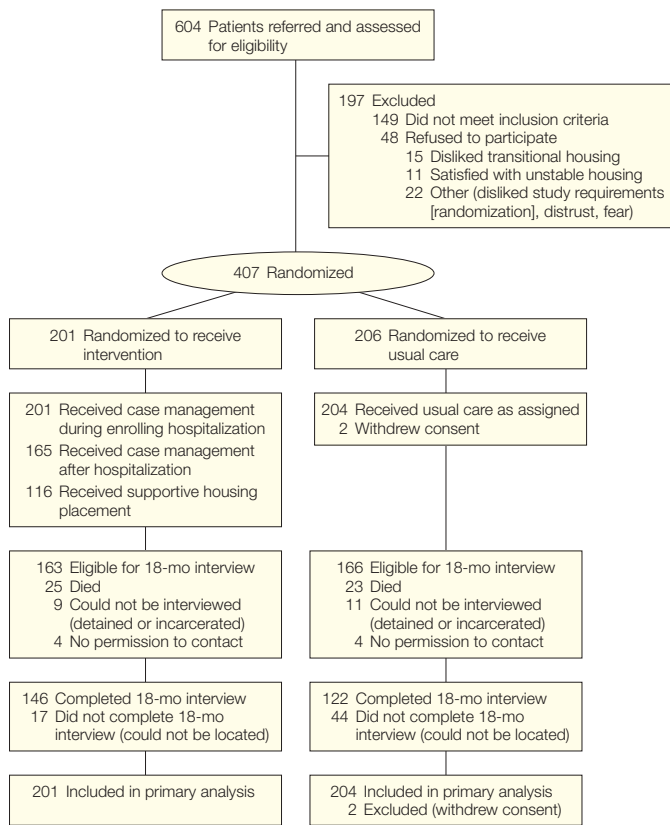 604 Patients referred and assessed
for eligibility
197 Excluded
149 Did not meet inclusion criteria
48 Refused to participate
15 Disliked transitional housing
11 Satisfied with unstable housing
22 Other (disliked study requirements
[randomization], distrust, fear)
407 Randomized
201 Randomized to receive
intervention
206 Randomized to receive
usual care
201 Received case management
during enrolling hospitalization
165 Received case management
after hospitalization
116 Received supportive housing
placement
204 Received usual care as assigned
2 Withdrew consent
163 Eligible for 18-mo interview
25 Died
9 Could not be interviewed
(detained or incarcerated)
4 No permission to contact
166 Eligible for 18-mo interview
23 Died
11 Could not be interviewed
(detained or incarcerated)
4 No permission to contact
146 Completed 18-mo interview
17 Did not complete 18-mo
interview (could not be located)
122 Completed 18-mo interview
44 Did not complete 18-mo
interview (could not be located)
201 Included in primary analysis
204 Included in primary analysis
2 Excluded (withdrew consent)